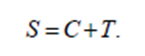 S = C + T.